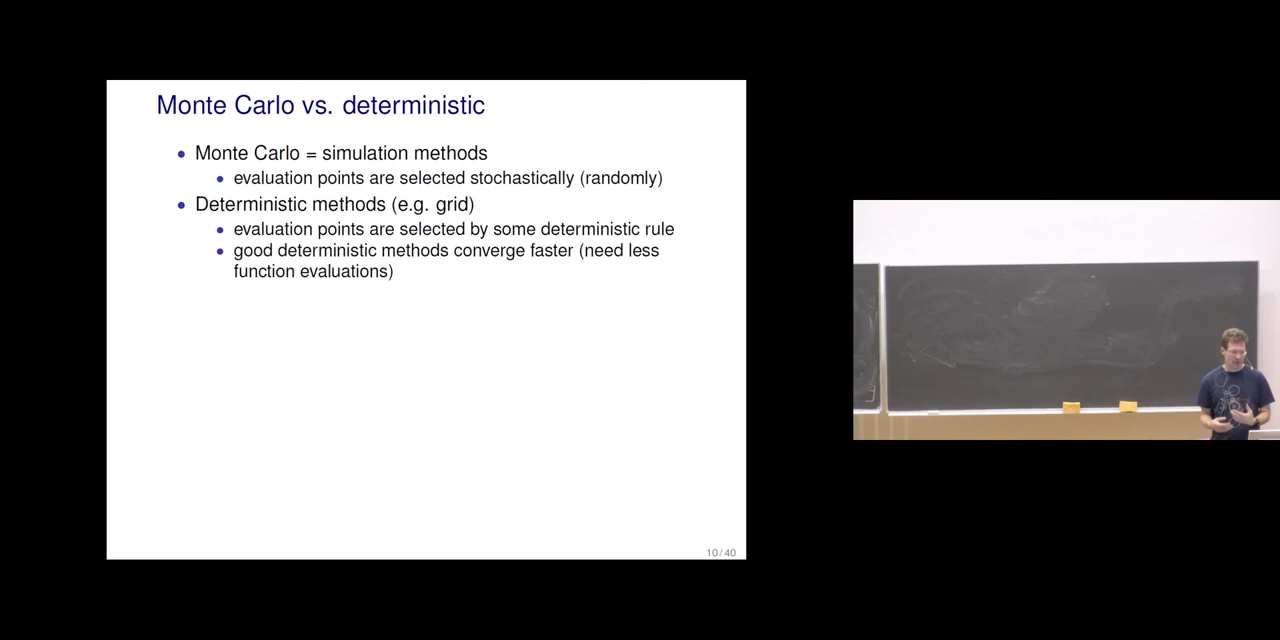 Monte Carlo vs. deterministic
• Monte Carlo = simulation methods
• evaluation points are selected stochastically (randomly)
• Deterministic methods (e.g. grid)
• evaluation points are selected by some deterministic rule
• good deterministic methods converge faster (need less
function evaluations)
10 / 40